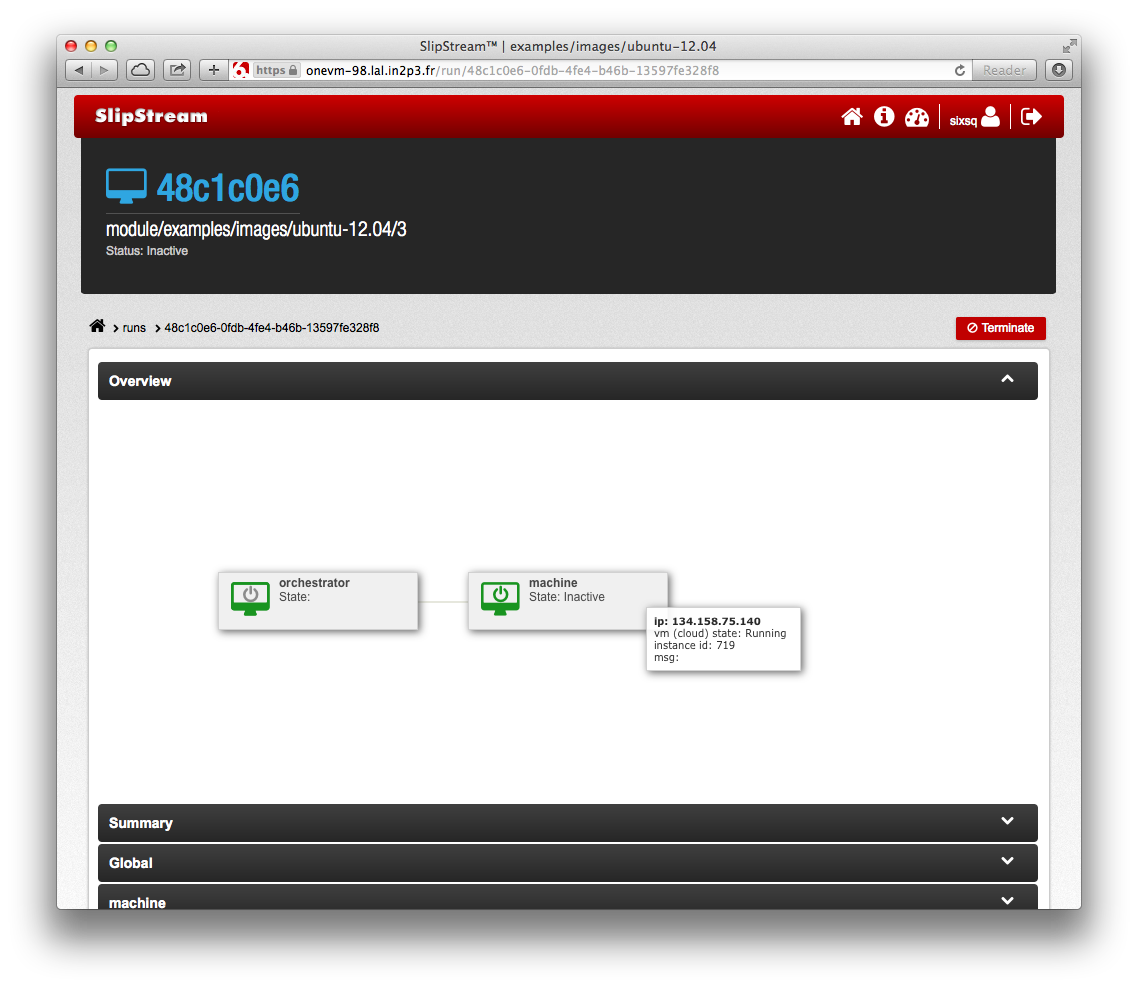 SlipStream™ | examples/images/ubuntu-12.04
https onevm-98.lal.in2p3.fr/run/48c1c0e6-0fdb-4fe4-b46b-13597fe328f8 Reader
SlipStream sixsq
48c1c0e6
module/examples/images/ubuntu-12.04/3
Status: Inactive
runs 48c1c0e6-0fdb-4fe4-b46b-13597fe328f8 Terminate
Overview
orchestrator
State:
machine
State: Inactive
ip: 134.158.75.140
vm (cloud) state: Running
instance id: 719
msg:
Summary
Global
machine